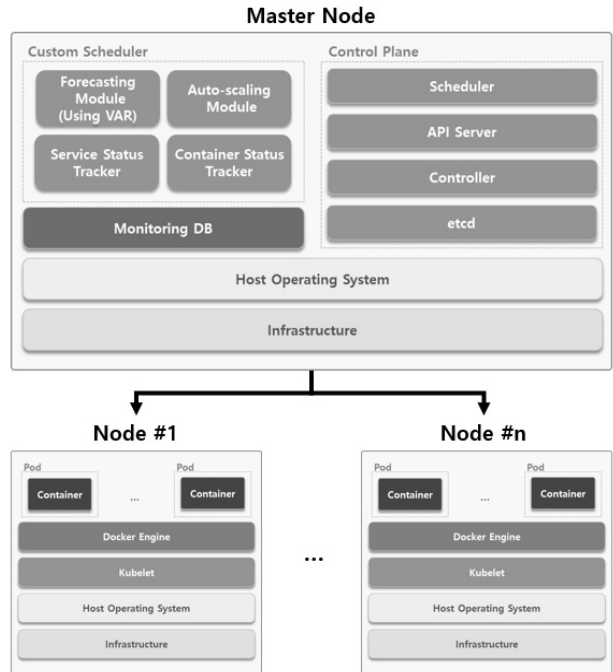 Master Node
Custom Scheduler
Forecasting
Module
(Using VAR)
Auto-scaling
Module
Service Status
Tracker
Container Status
Tracker
Monitoring DB
Control Plane
Scheduler
API Server
Controller
etcd
Host Operating System
Infrastructure
Node #1
Pod
Container
...
Pod
Container
Docker Engine
Kubelet
Host Operating System
Infrastructure
...
Node #n
Pod
Container
...
Pod
Container
Docker Engine
Kubelet
Host Operating System
Infrastructure